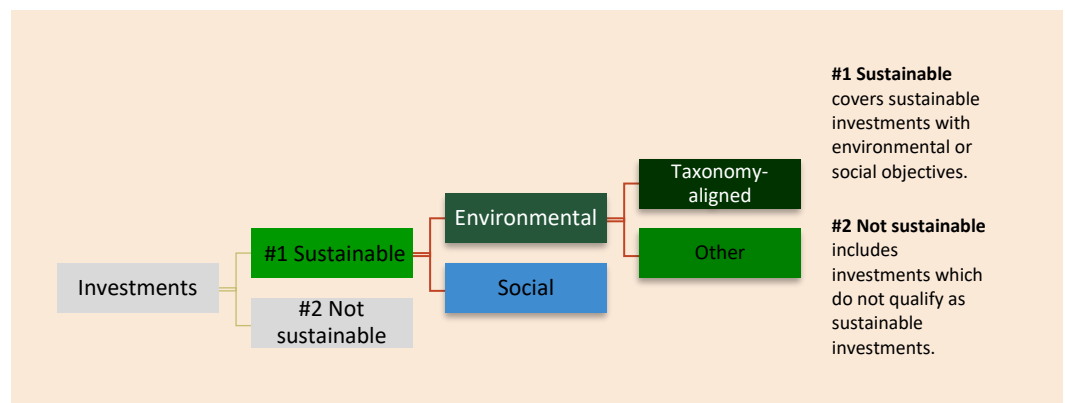 Investments
#1 Sustainable
#2 Not
sustainable
Environmental
Social
Taxonomy-
aligned
Other
#1 Sustainable
covers sustainable
investments with
environmental or
social objectives.
#2 Not sustainable
includes
investments which
do not qualify as
sustainable
investments.